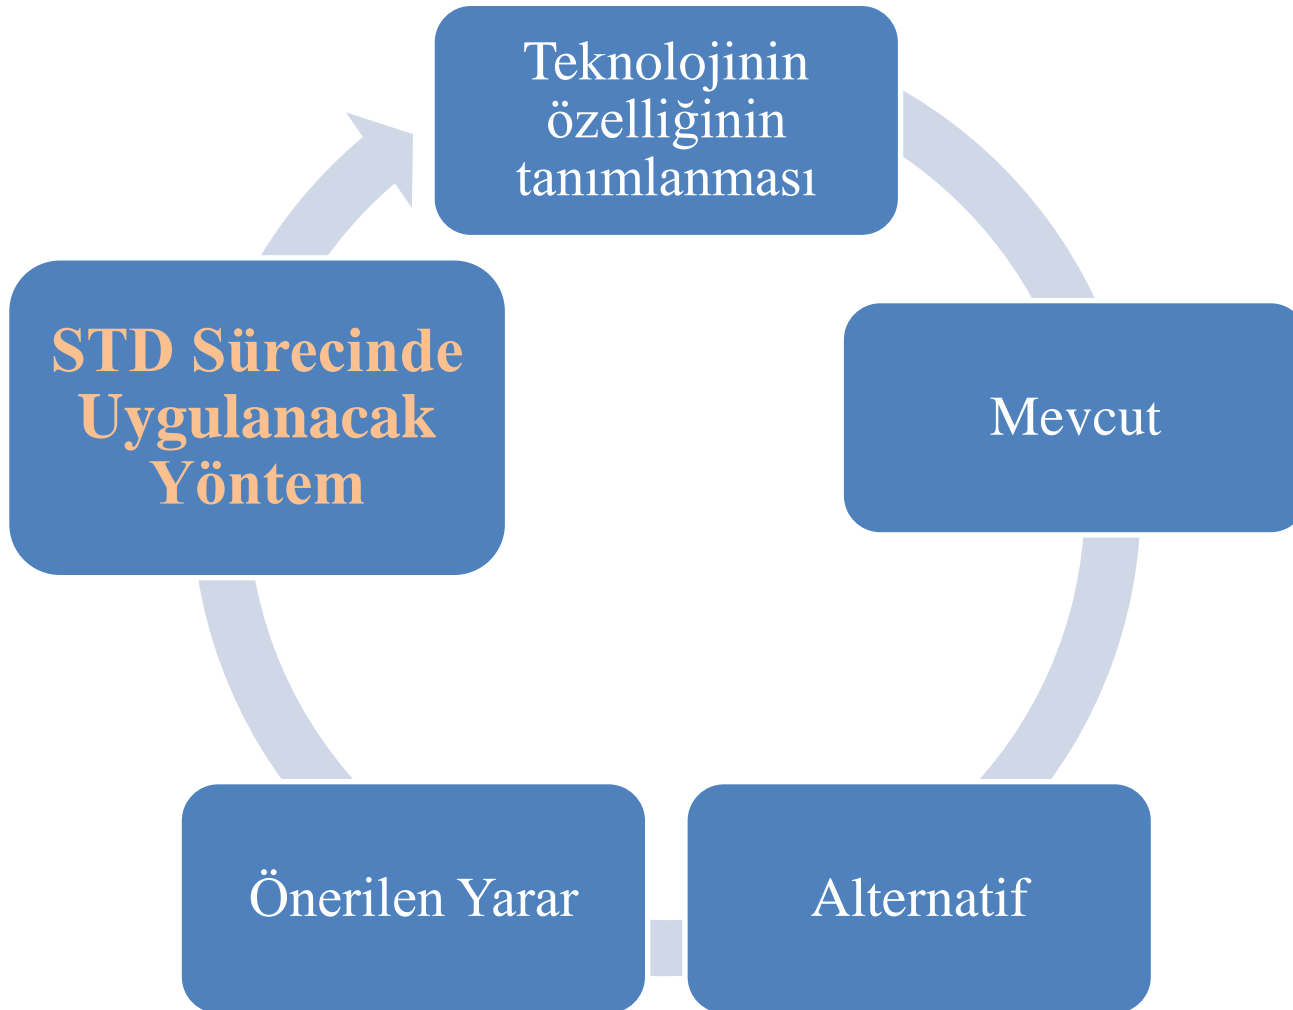 Teknolojinin
özelliğinin
tanımlanması
STD Sürecinde
Uygulanacak
Yöntem
Mevcut
Önerilen Yarar
Alternatif